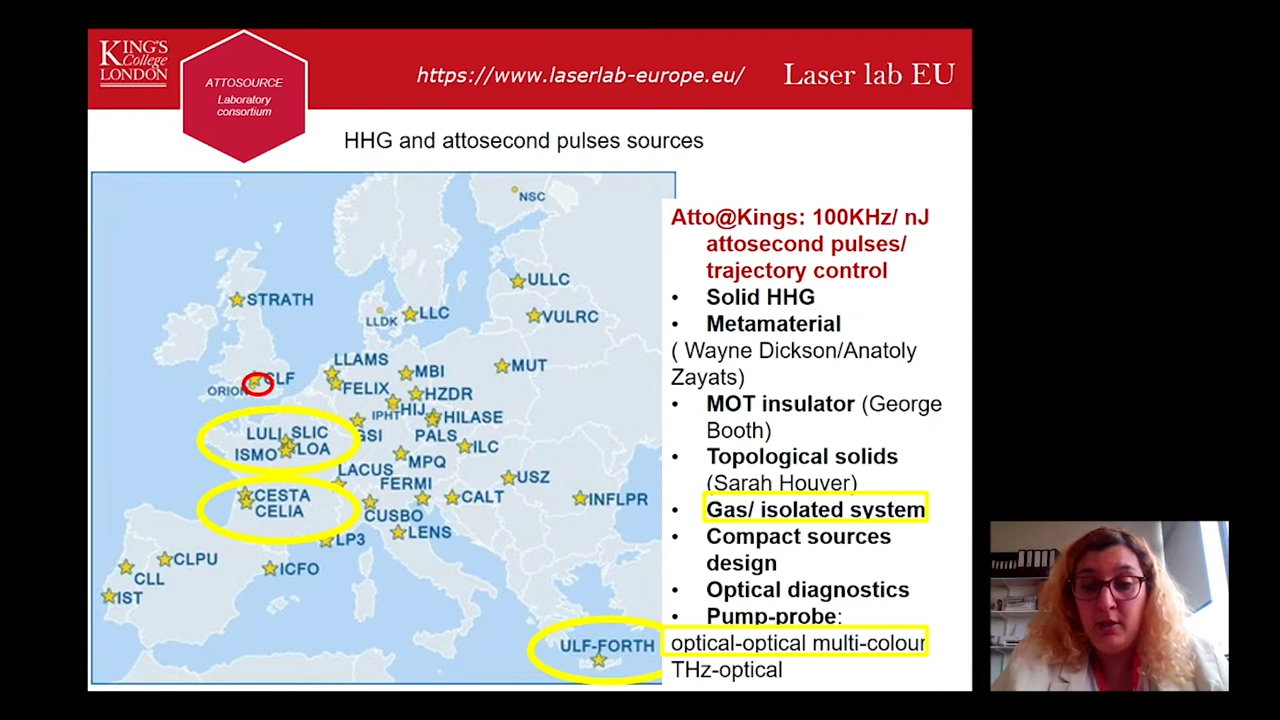 KING'S
College
LONDON
ATTOSOURCE
Laboratory
consortium
https://www.laserlab-europe.eu/
Laser lab EU
HHG and attosecond pulses sources
NSC
ULLC
STRATH
LLDK
LLC
VULRC
LLAMS
MBI
MUT
CLF
ORION
FELIX
HZDR
IPHT
HIJ
HILASE
LULI
SLIC
GSI
PALS
ILC
ISMO
LOA
MPQ
LACUS
FERMI
USZ
CESTA
CALT
INFLPR
CELIA
CUSBO
LENS
LP3
CLPU
ICFO
CLL
IST
ULF-FORTH
Atto@Kings: 100KHz/ nJ
attosecond pulses/
trajectory control
• Solid HHG
• Metamaterial
( Wayne Dickson/Anatoly
Zayats)
• MOT insulator (George
Booth)
• Topological solids
(Sarah Houver)
• Gas/ isolated system
• Compact sources
design
• Optical diagnostics
• Pump-probe:
optical-optical multi-colour
THz-optical